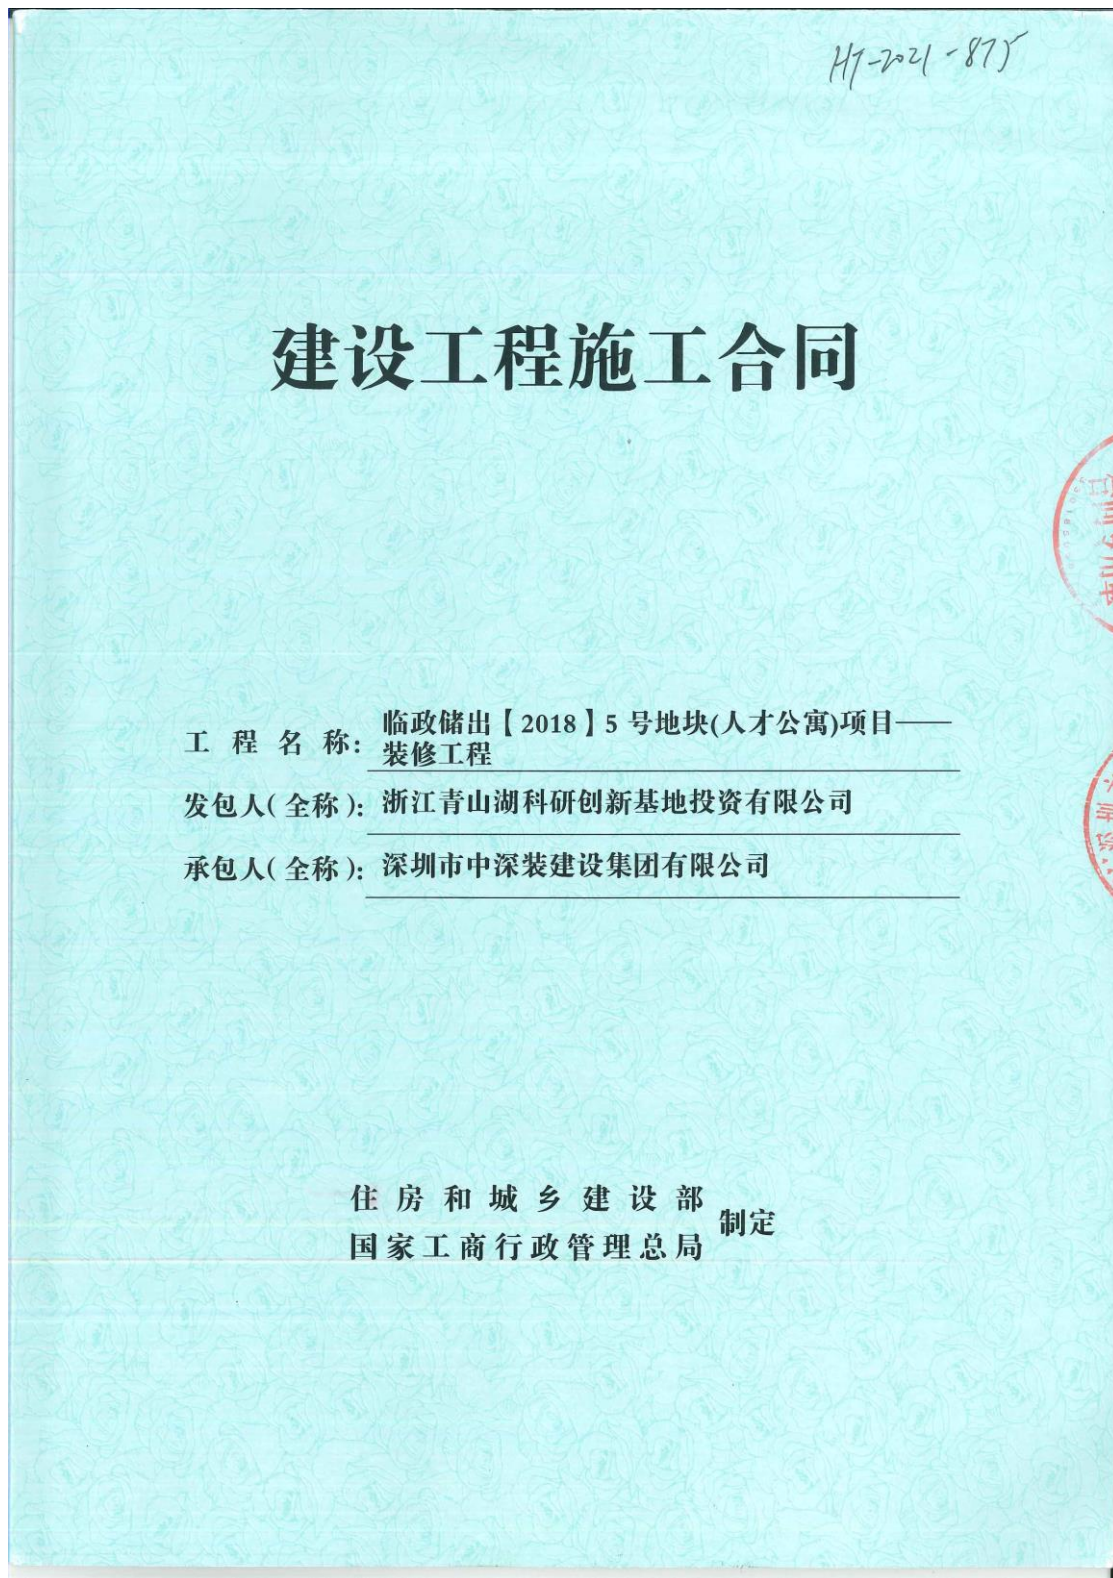 HT-2021-875
建设工程施工合同
工程名称: 临政储出【2018】5 号地块(人才公寓)项目——
装修工程
发包人(全称): 浙江青山湖科研创新基地投资有限公司
承包人(全称): 深圳市中深装建设集团有限公司
住房和城乡建设部
国家工商行政管理总局
制定